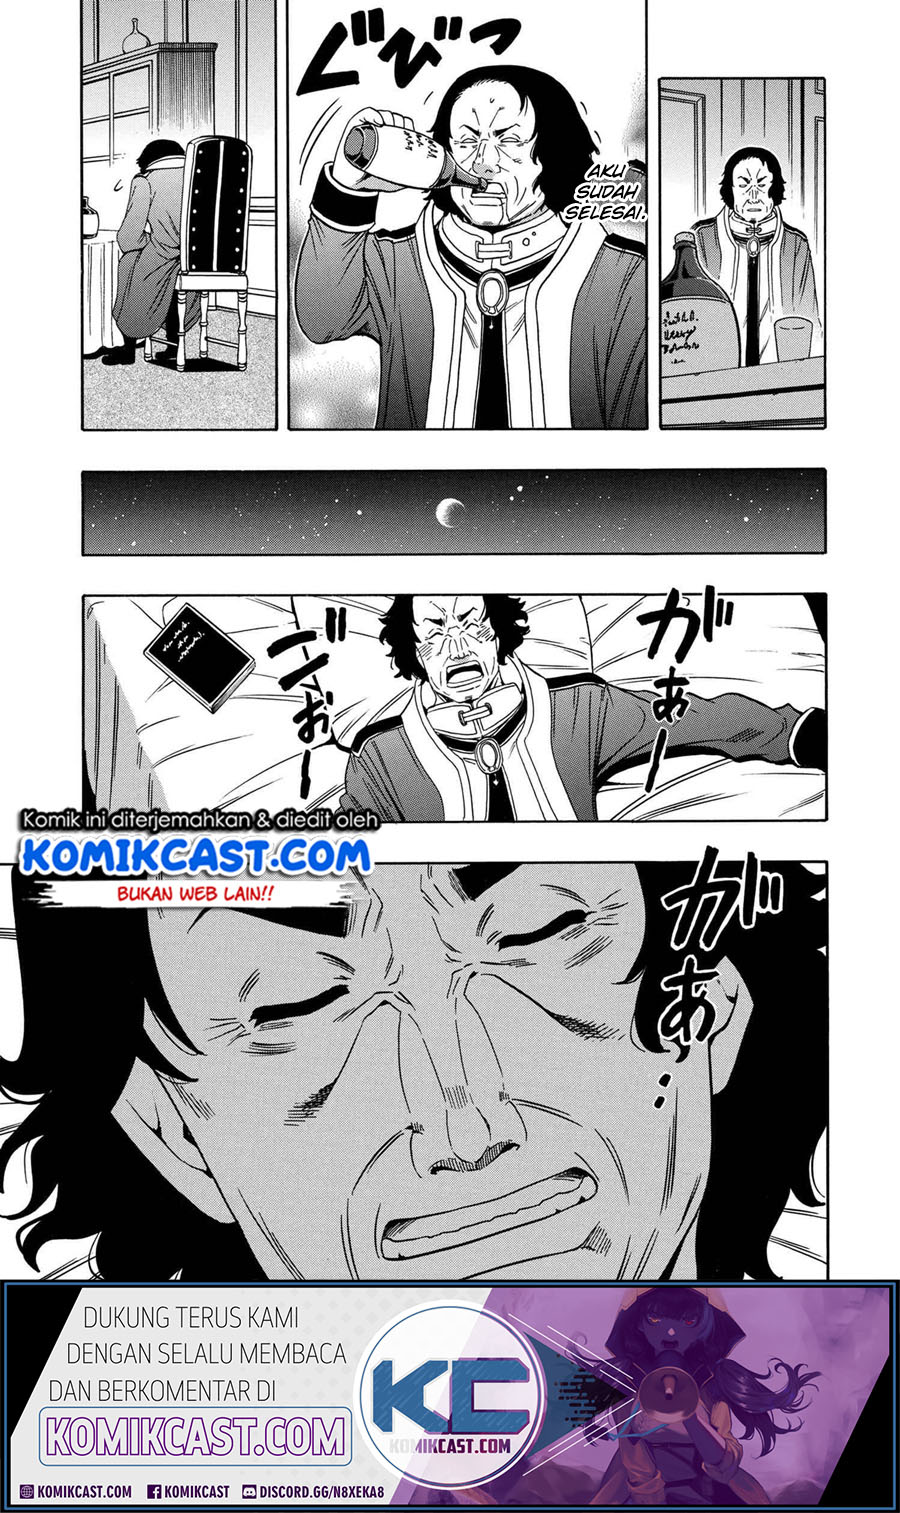 ぐびっ
AKU
SUDAH
SELESAI.
があー
ごおー
があ…
Komik ini diterjemahkan & diedit oleh
KOMIKCAST.COM
BUKAN WEB LAIN!!
DUKUNG TERUS KAMI
DENGAN SELALU MEMBACA
DAN BERKOMENTAR DI
KOMIKCAST.COM
KC
KOMIKCAST.COM
KOMIKCAST.COM KOMIKCAST DISCORD.GG/N8XEKA8